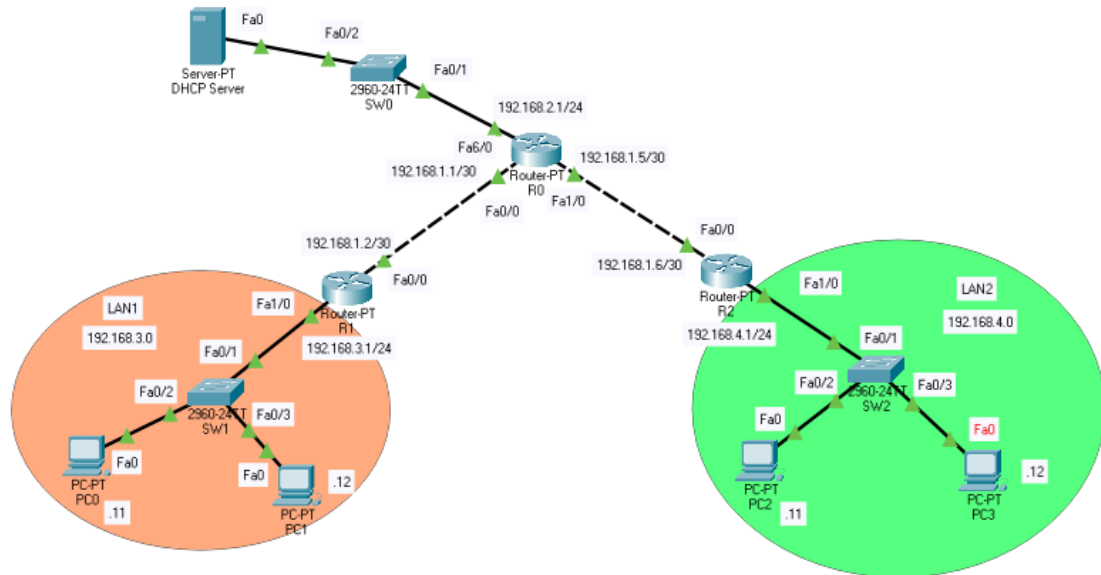 Fa0
Fa0/2
Server-PT
DHCP Server
Fa0/1
2960-24TT
SW0
192.168.2.1/24
Fa6/0
192.168.1.1/30
192.168.1.5/30
Router-PT
R0
Fa0/0
Fa1/0
192.168.1.2/30
Fa0/0
Router-PT
R1
Fa0/0
192.168.1.6/30
Router-PT
R2
LAN1
192.168.3.0
Fa1/0
192.168.3.1/24
Fa0/1
Fa0/2
2960-24TT
SW1
Fa0/3
Fa0
PC-PT
PC0
.11
Fa0
PC-PT
PC1
.12
Fa1/0
192.168.4.1/24
LAN2
192.168.4.0
Fa0/1
Fa0/2
2960-24TT
SW2
Fa0/3
Fa0
PC-PT
PC2
.11
Fa0
PC-PT
PC3
.12